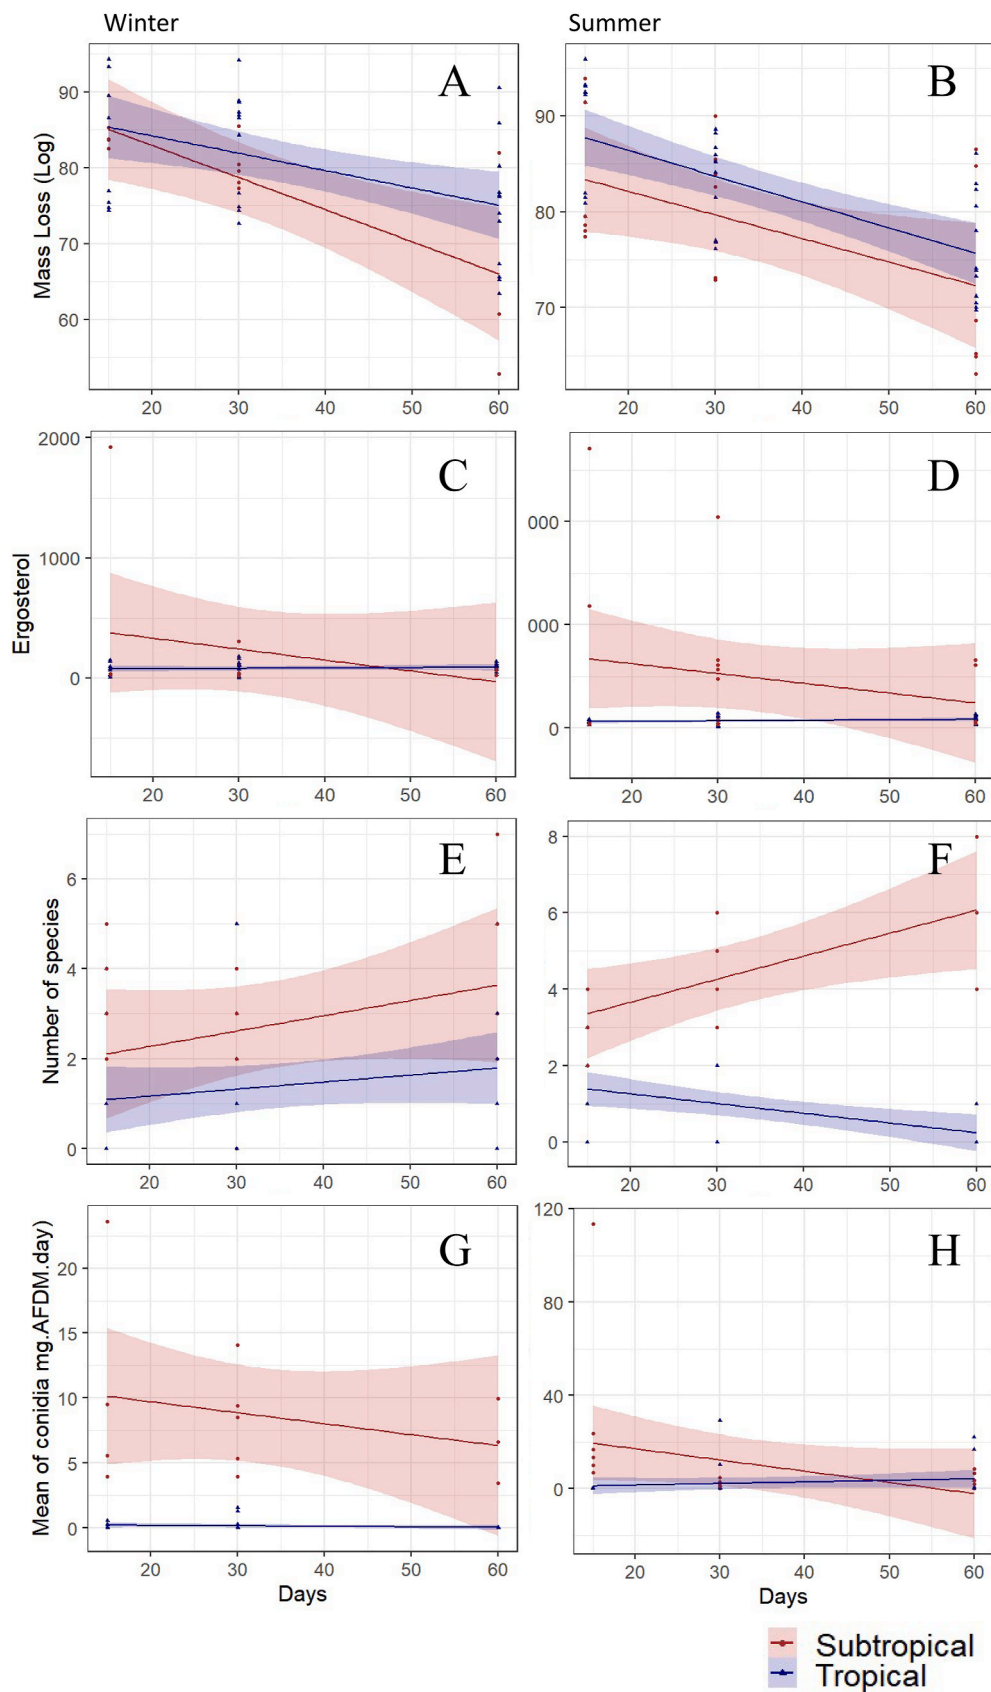 Winter Summer
A B
Mass Loss (Log)
90
80
70
60
90
80
70
20 30 40 50 60
20 30 40 50 60
C D
Ergosterol
2000
1000
0
000
000
0
20 30 40 50 60
20 30 40 50 60
E F
Number of species
6
4
2
0
8
6
4
2
0
20 30 40 50 60
20 30 40 50 60
G H
Mean of conidia mg.AFDM.day)
20
15
10
5
0
120
80
40
0
20 30 40 50 60
20 30 40 50 60
Days Days
Subtropical
Tropical